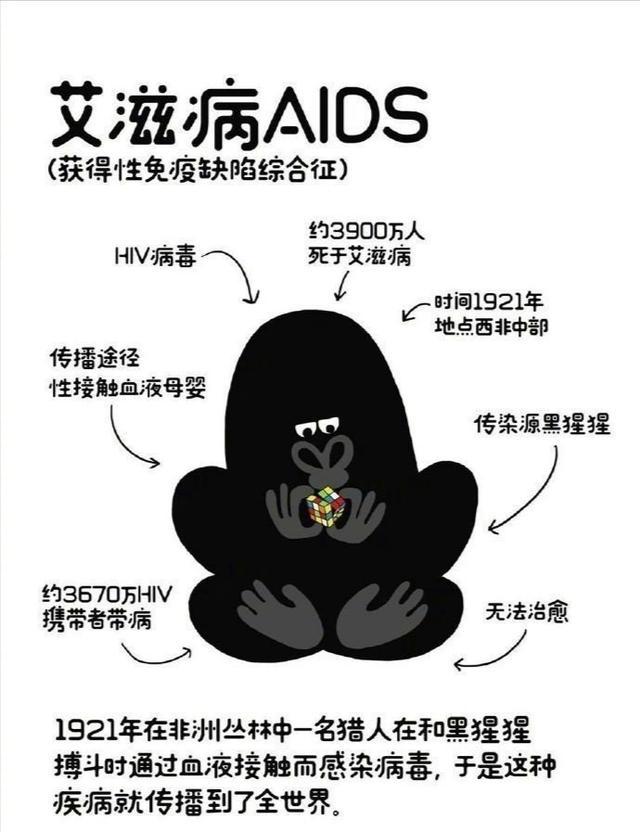 艾滋病AIDS
(获得性免疫缺陷综合征)
HIV病毒
约3900万人
死于艾滋病
时间1921年
地点西非中部
传播途径
性接触血液母婴
传染源黑猩猩
约3670万HIV
携带者带病
无法治愈
1921年在非洲丛林中一名猎人在和黑猩猩
搏斗时通过血液接触而感染病毒,于是这种
疾病就传播到了全世界。